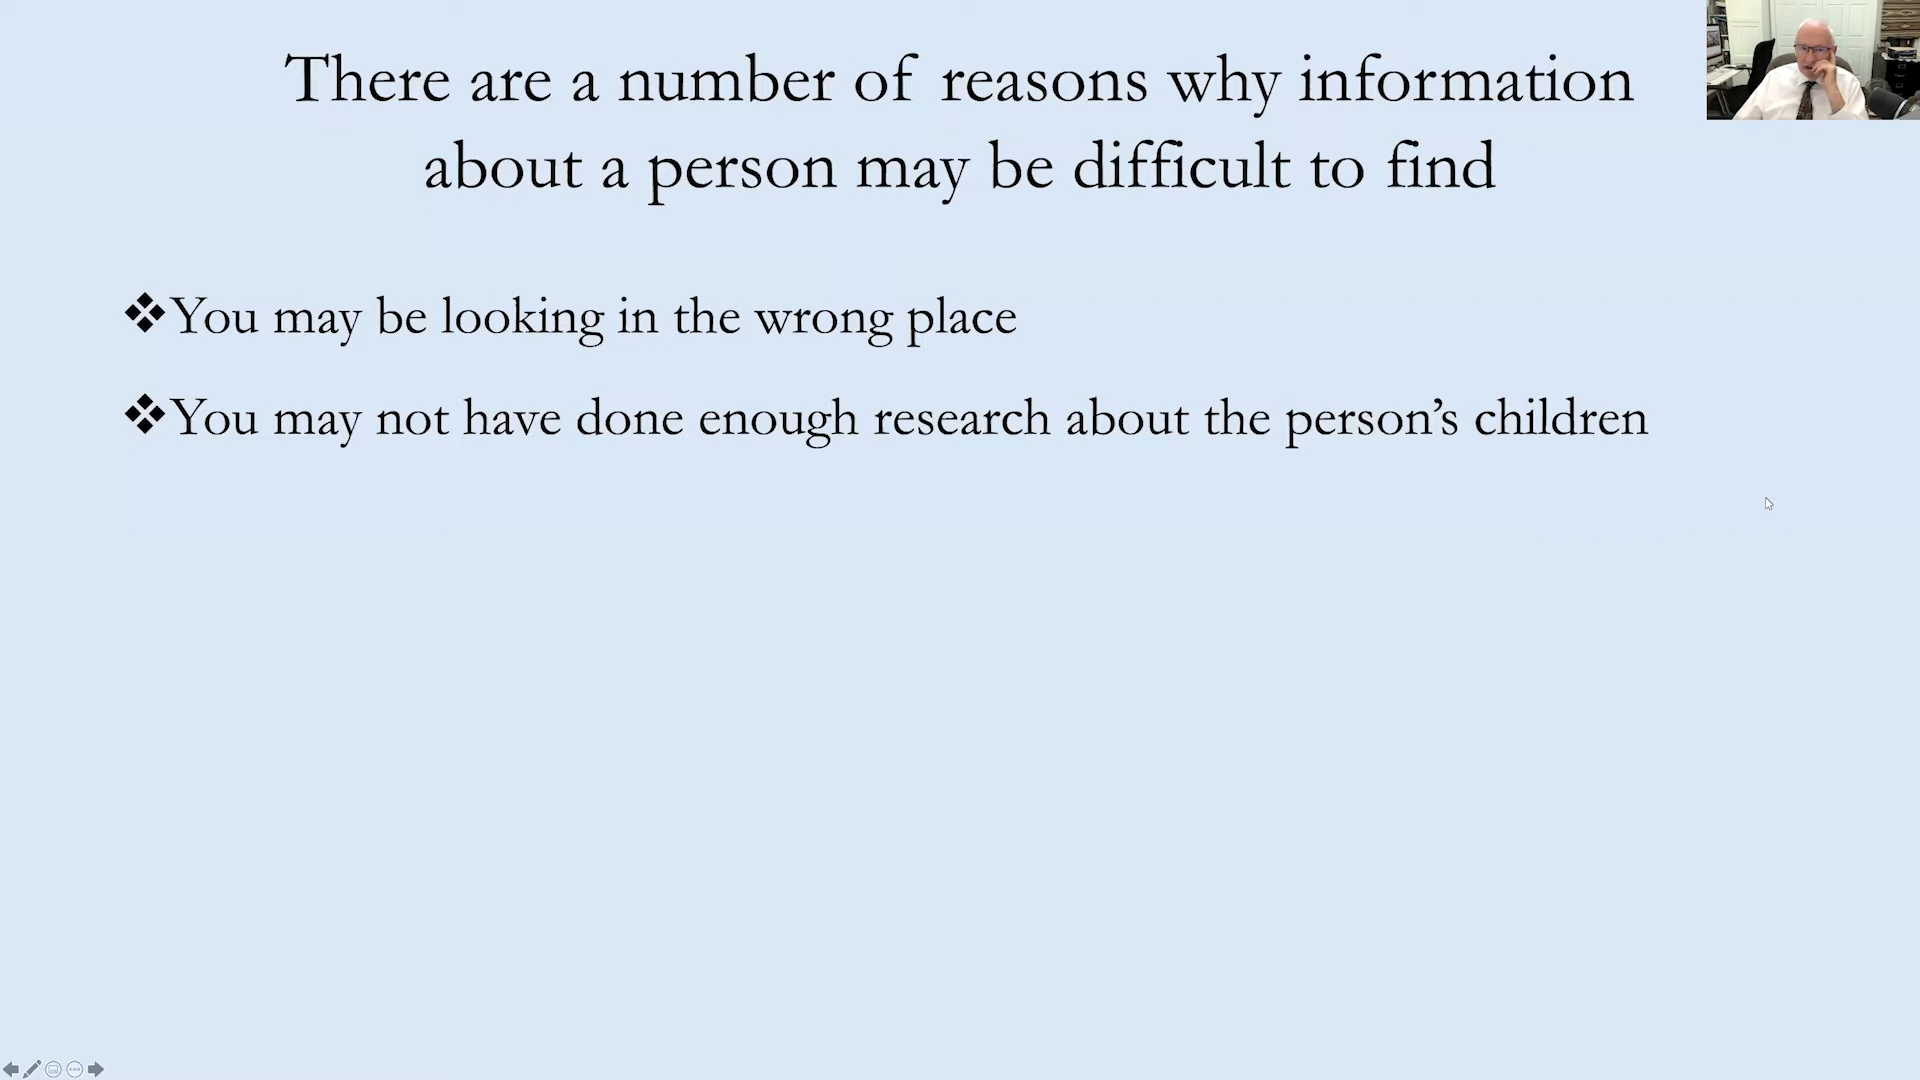 There are a number of reasons why information
about a person may be difficult to find
❖You may be looking in the wrong place
❖You may not have done enough research about the person’s children